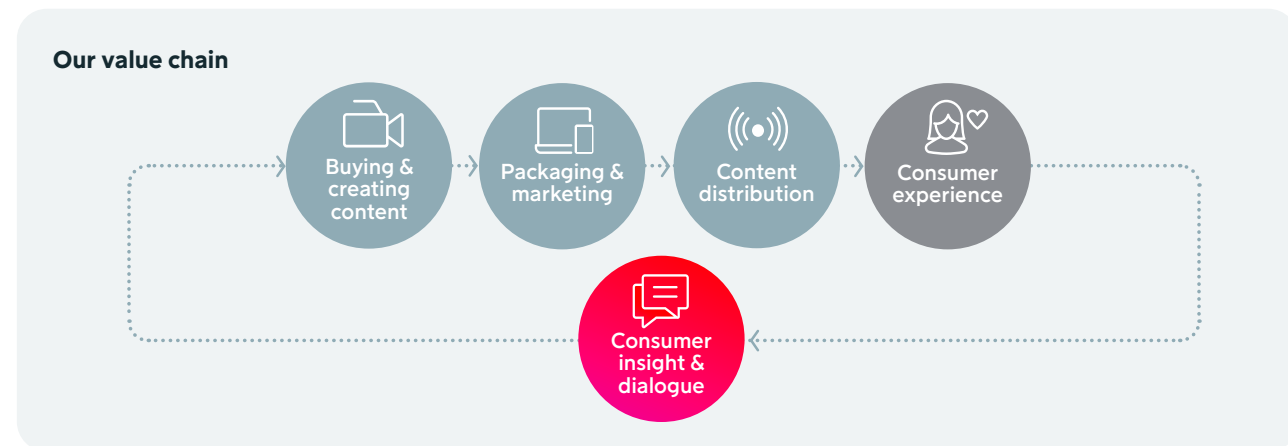 Our value chain
Buying &
creating
content
Packaging &
marketing
Content
distribution
Consumer
experience
Consumer
insight &
dialogue